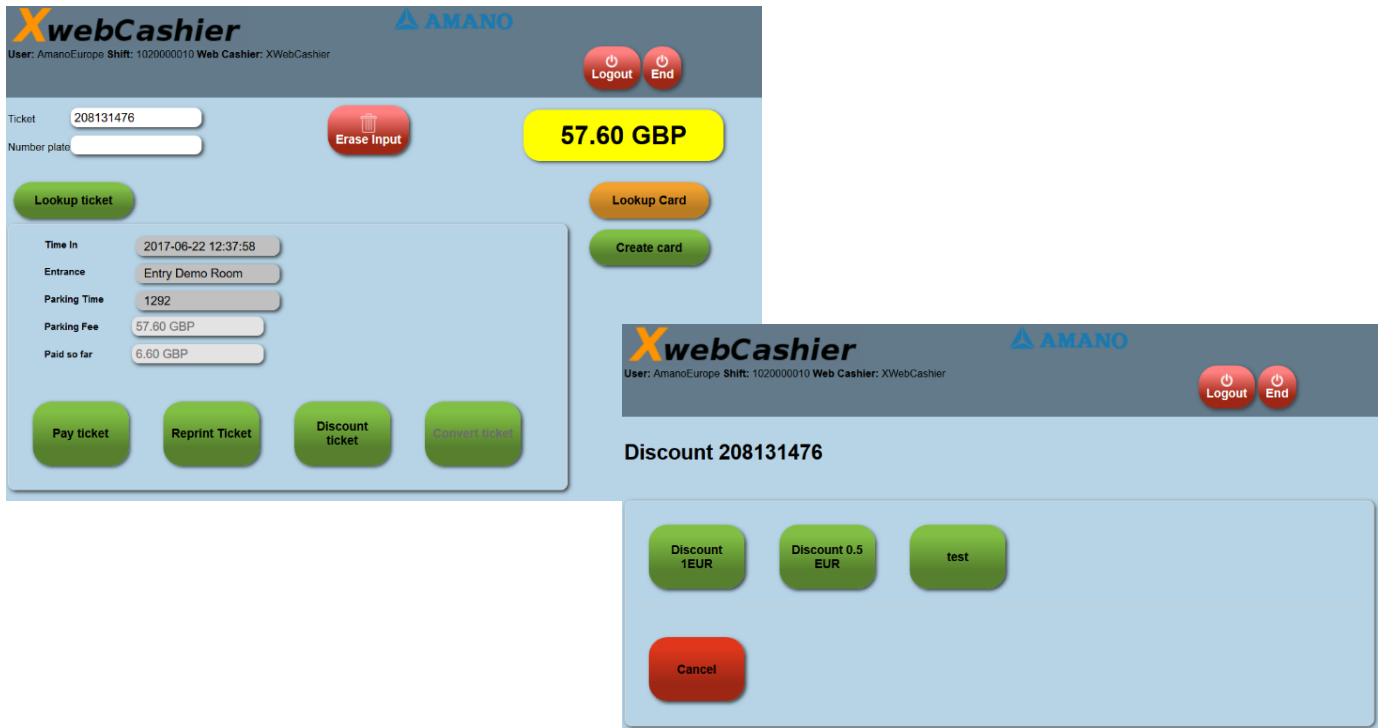 XwebCashier
AMANO
User: AmanoEurope Shift: 1020000010 Web Cashier: XWebCashier
Logout
End
Ticket
208131476
Number plate
Erase Input
57.60 GBP
Lookup ticket
Lookup Card
Create card
Time In
2017-06-22 12:37:58
Entrance
Entry Demo Room
Parking Time
1292
Parking Fee
57.60 GBP
Paid so far
6.60 GBP
Pay ticket
Reprint Ticket
Discount
ticket
Convert ticket
XwebCashier
AMANO
User: AmanoEurope Shift: 1020000010 Web Cashier: XWebCashier
Logout
End
Discount 208131476
Discount
1EUR
Discount 0.5
EUR
test
Cancel